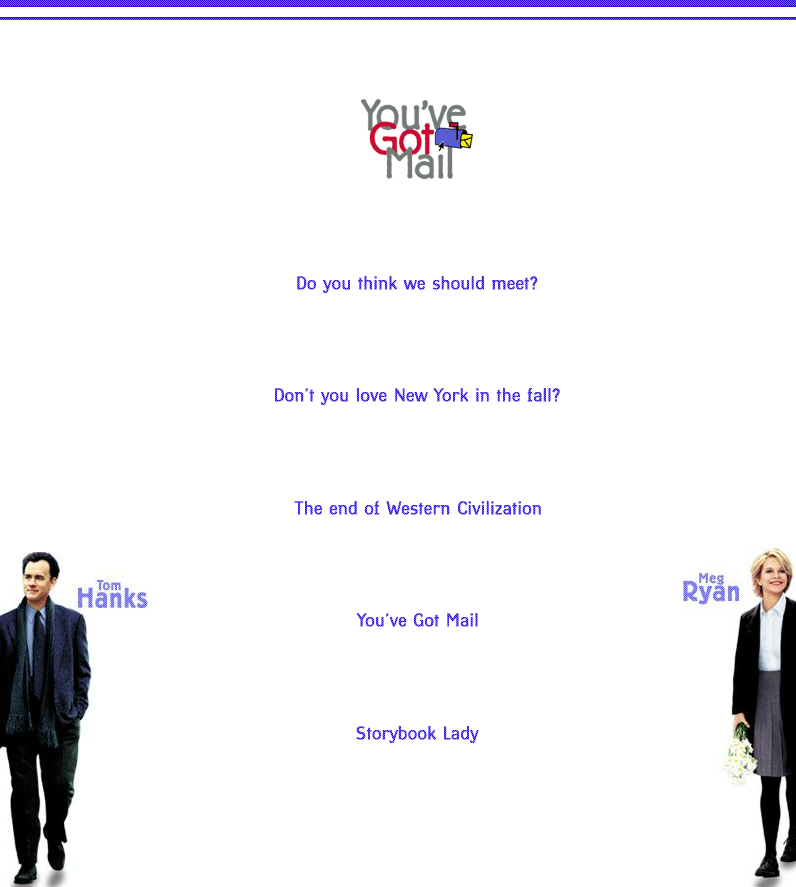 You've
Got
Mail
Do you think we should meet?
Don't you love New York in the fall?
The end of Western Civilization
Tom
Hanks
Meg
Ryan
You've Got Mail
Storybook Lady